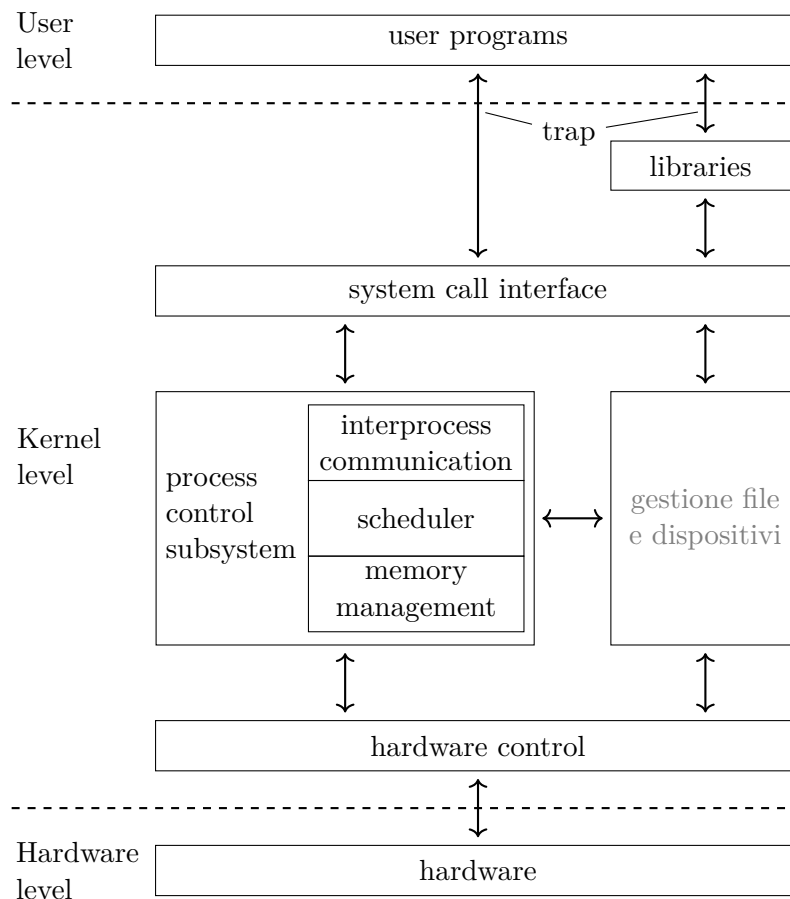 User
level
user programs
trap
libraries
system call interface
Kernel
level
process
control
subsystem
interprocess
communication
scheduler
memory
management
gestione file
e dispositivi
hardware control
Hardware
level
hardware